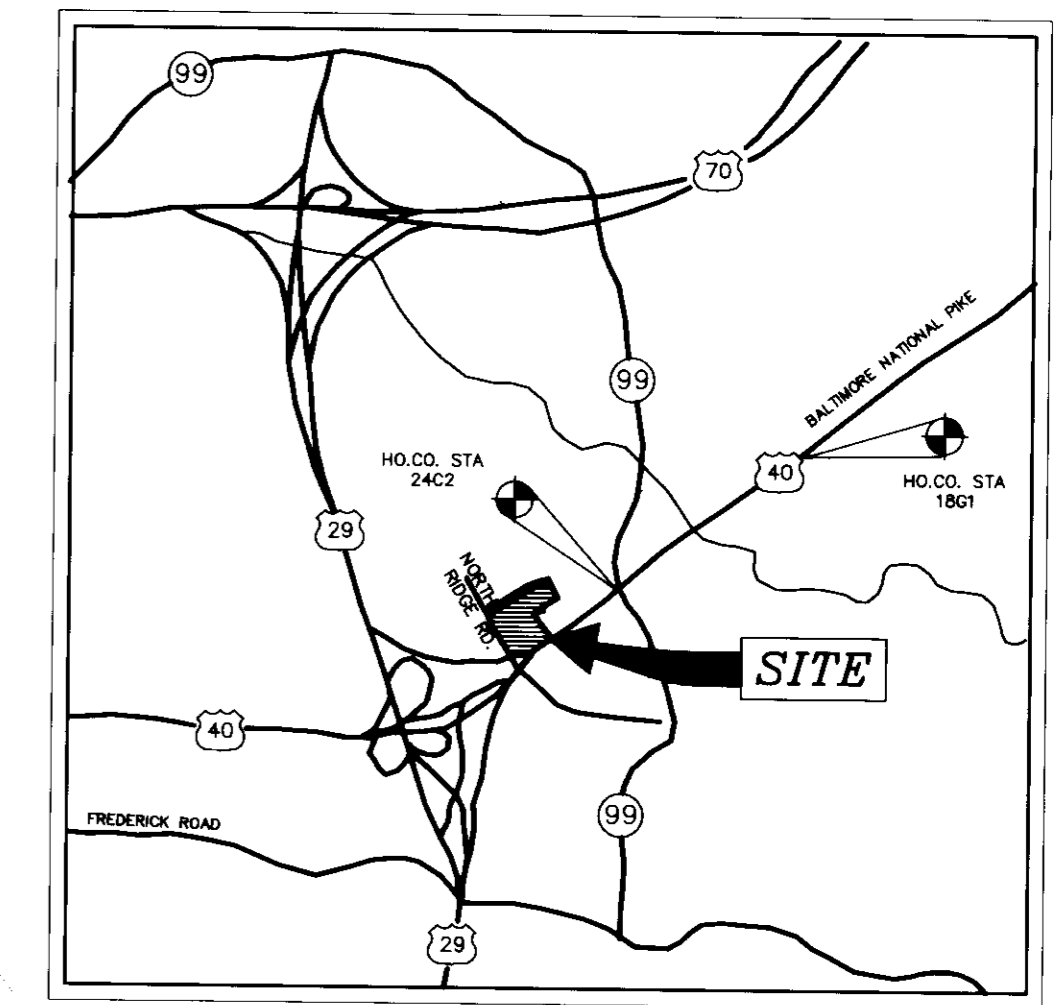 99
70
99
BALTIMORE NATIONAL PIKE
40
HO.CO. STA
18G1
HO.CO. STA
24C2
29
NORTH
RIDGE RD.
SITE
40
99
FREDERICK ROAD
29